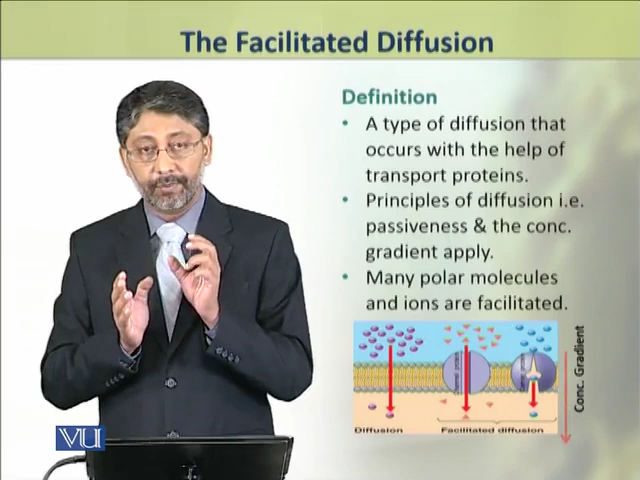 The Facilitated Diffusion
Definition
• A type of diffusion that
occurs with the help of
transport proteins.
• Principles of diffusion i.e.
passiveness & the conc.
gradient apply.
• Many polar molecules
and ions are facilitated.
Conc. Gradient
Diffusion
Facilitated diffusion
VU